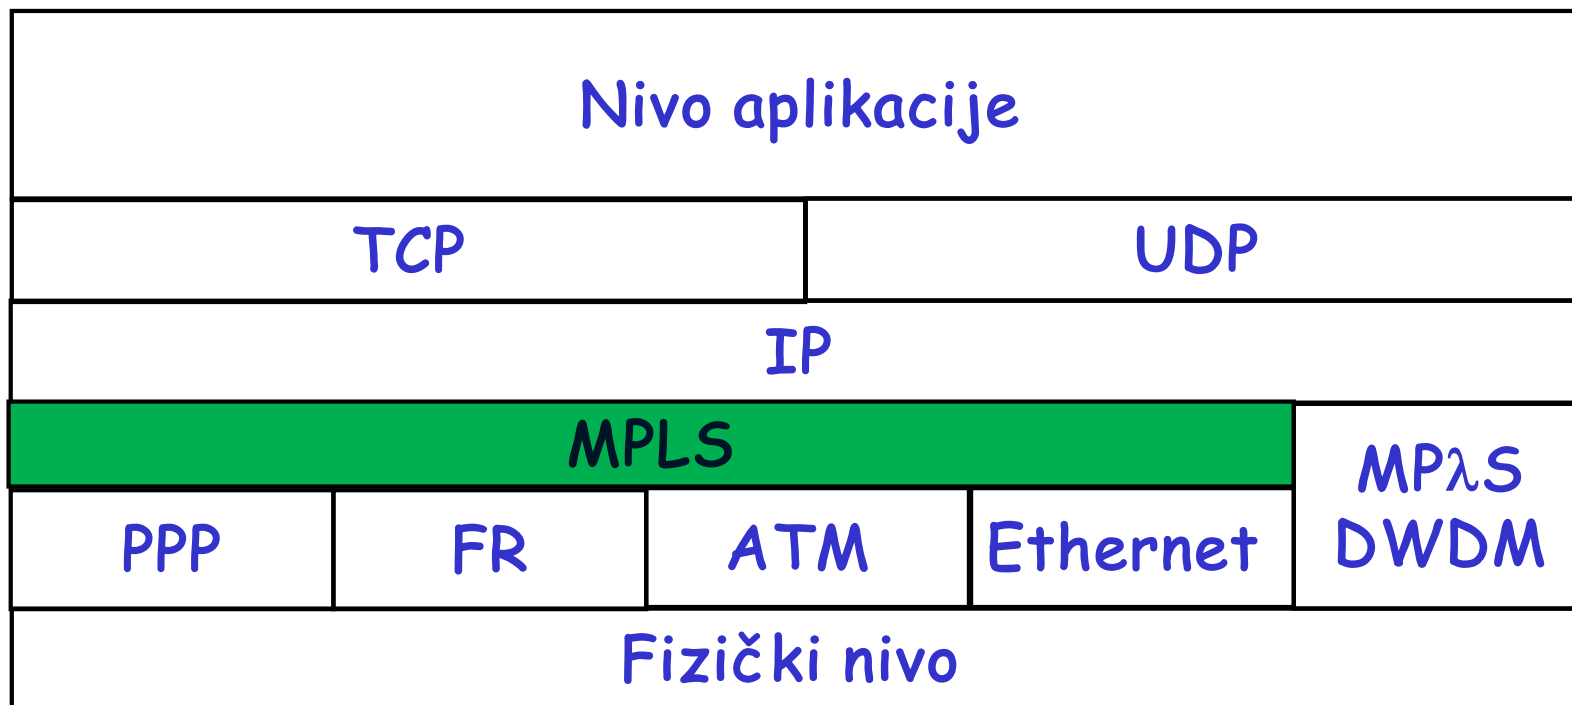 Nivo aplikacije
TCP
UDP
IP
MPLS
MPλS
DWDM
PPP
FR
ATM
Ethernet
Fizički nivo